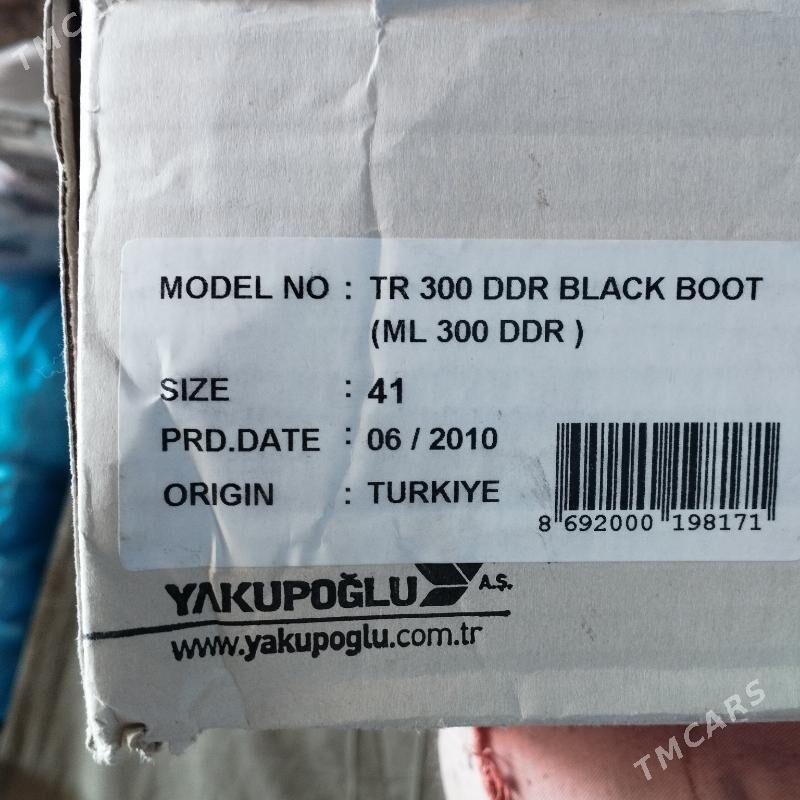 TMCARS
MODEL NO : TR 300 DDR BLACK BOOT
(ML 300 DDR )
SIZE : 41
PRD.DATE : 06 / 2010
ORIGIN : TURKIYE
8 692000 198171
YAKUPOĞLU A.Ş.
www.yakupoglu.com.tr
TMCARS